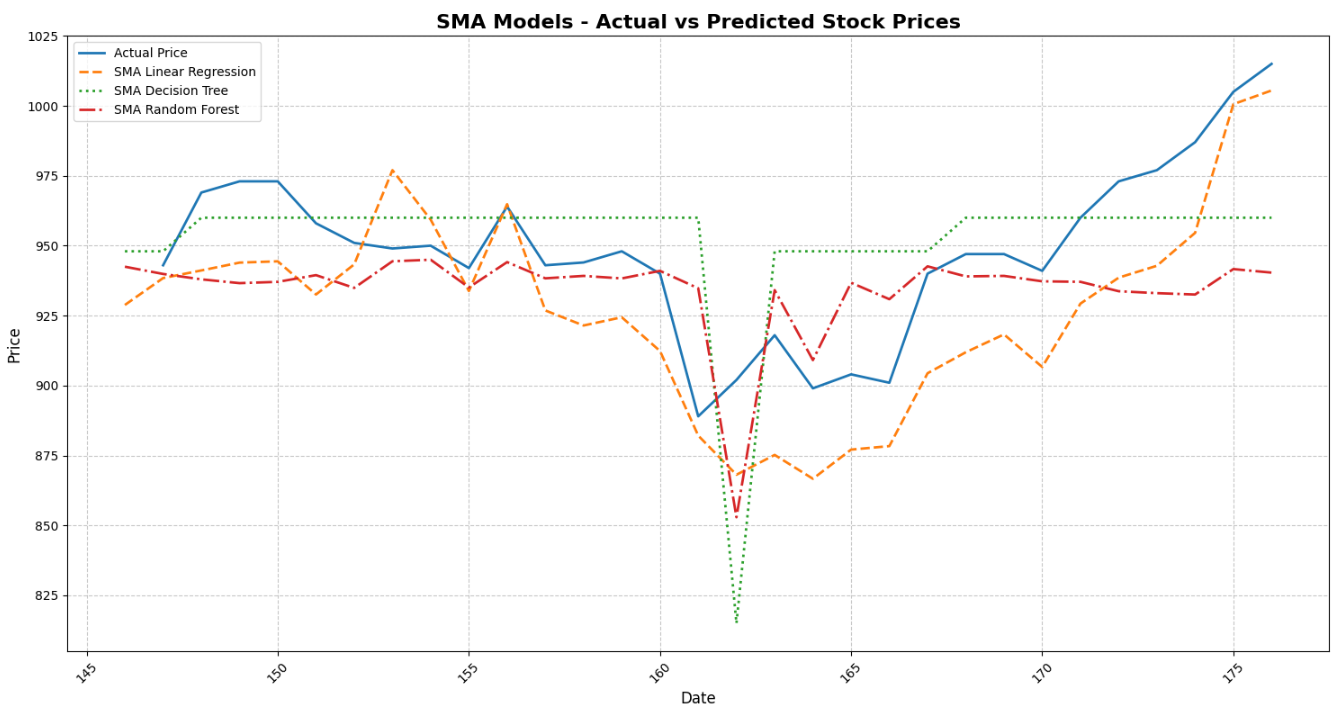 SMA Models - Actual vs Predicted Stock Prices
Actual Price
SMA Linear Regression
SMA Decision Tree
SMA Random Forest
1025
1000
975
950
925
900
875
850
825
Price
145
150
155
160
165
170
175
Date